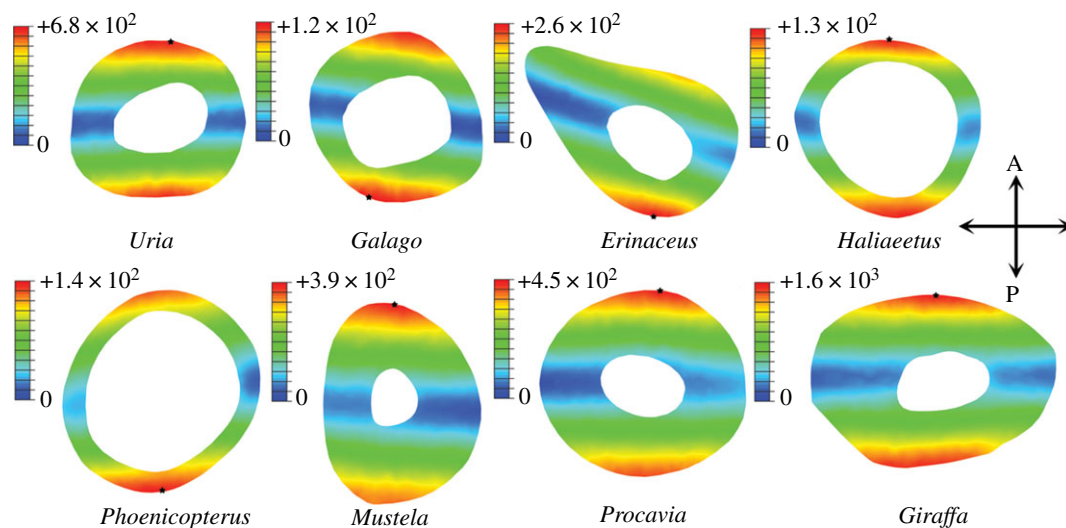 +6.8 × 10²
+1.2 × 10²
+2.6 × 10²
+1.3 × 10²
0
0
0
0
A
P
Uria
Galago
Erinaceus
Haliaeetus
+1.4 × 10²
+3.9 × 10²
+4.5 × 10²
+1.6 × 10³
0
0
0
0
Phoenicopterus
Mustela
Procavia
Giraffa